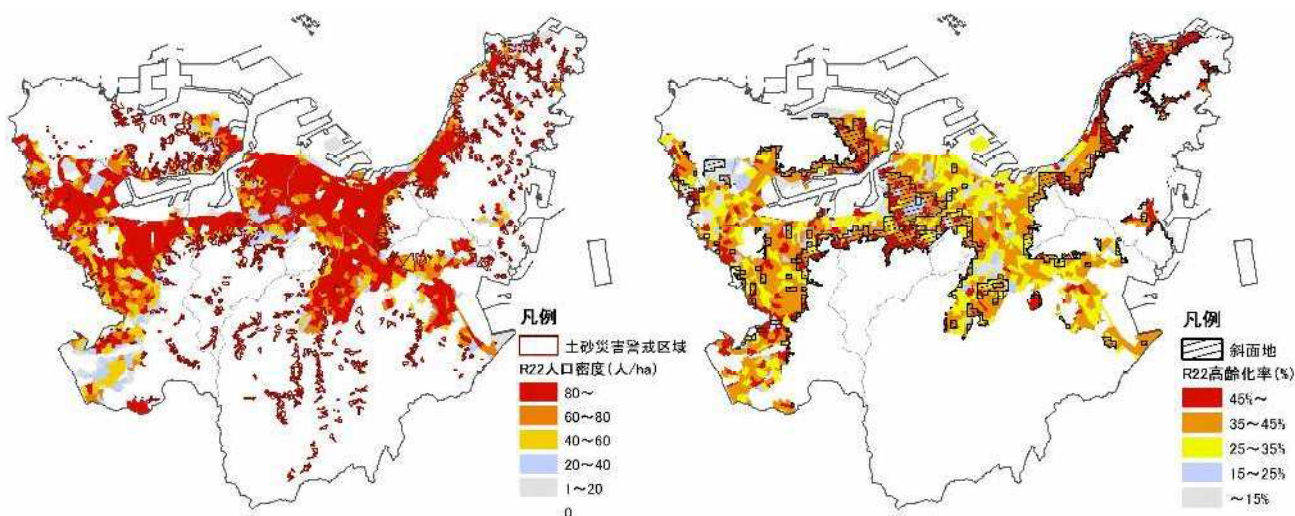 凡例
土砂災害警戒区域
R22人口密度(人/ha)
80～
60～80
40～60
20～40
1～20
0
凡例
斜面地
R22高齢化率(%)
45%～
35～45%
25～35%
15～25%
～15%